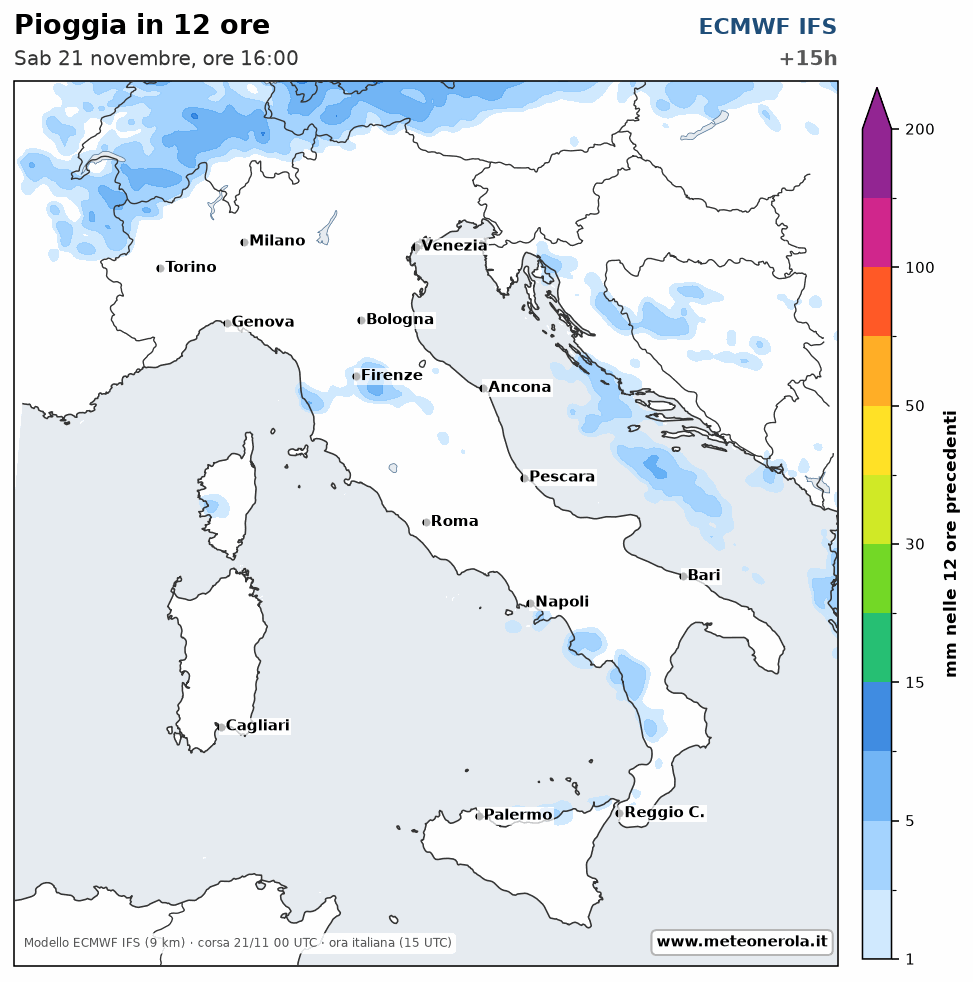 Pioggia in 12 ore
ECMWF IFS
Sab 21 novembre, ore 16:00
+15h
200
100
50
30
15
5
1
mm nelle 12 ore precedenti
Milano
Venezia
Torino
Genova
Bologna
Firenze
Ancona
Pescara
Roma
Bari
Napoli
Cagliari
Palermo
Reggio C.
Modello ECMWF IFS (9 km) · corsa 21/11 00 UTC · ora italiana (15 UTC)
www.meteonerola.it